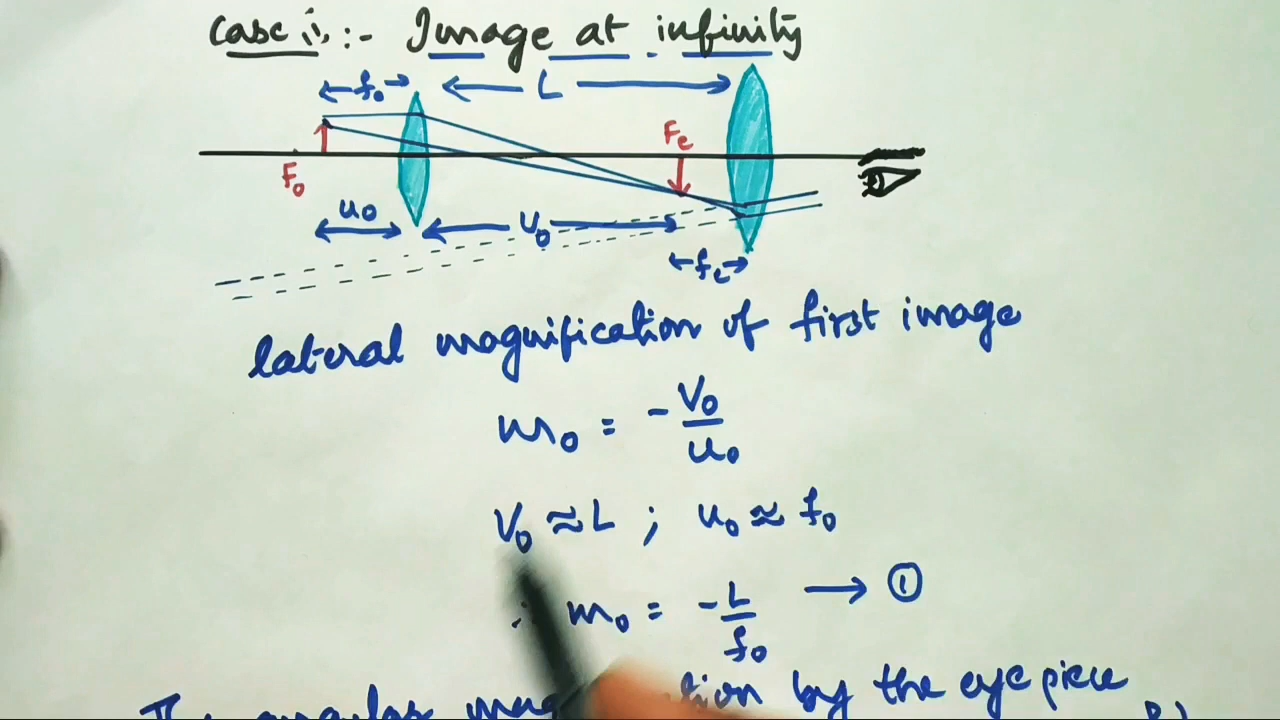 Case i, :- Image at infinity
f₀ L
Fe
F₀
u₀ v₀
fe
lateral magnification of first image
m₀ = - V₀/u₀
V₀ ≈ L ; u₀ ≈ f₀
∴ m₀ = - L/f₀ → ①
by the eye piece